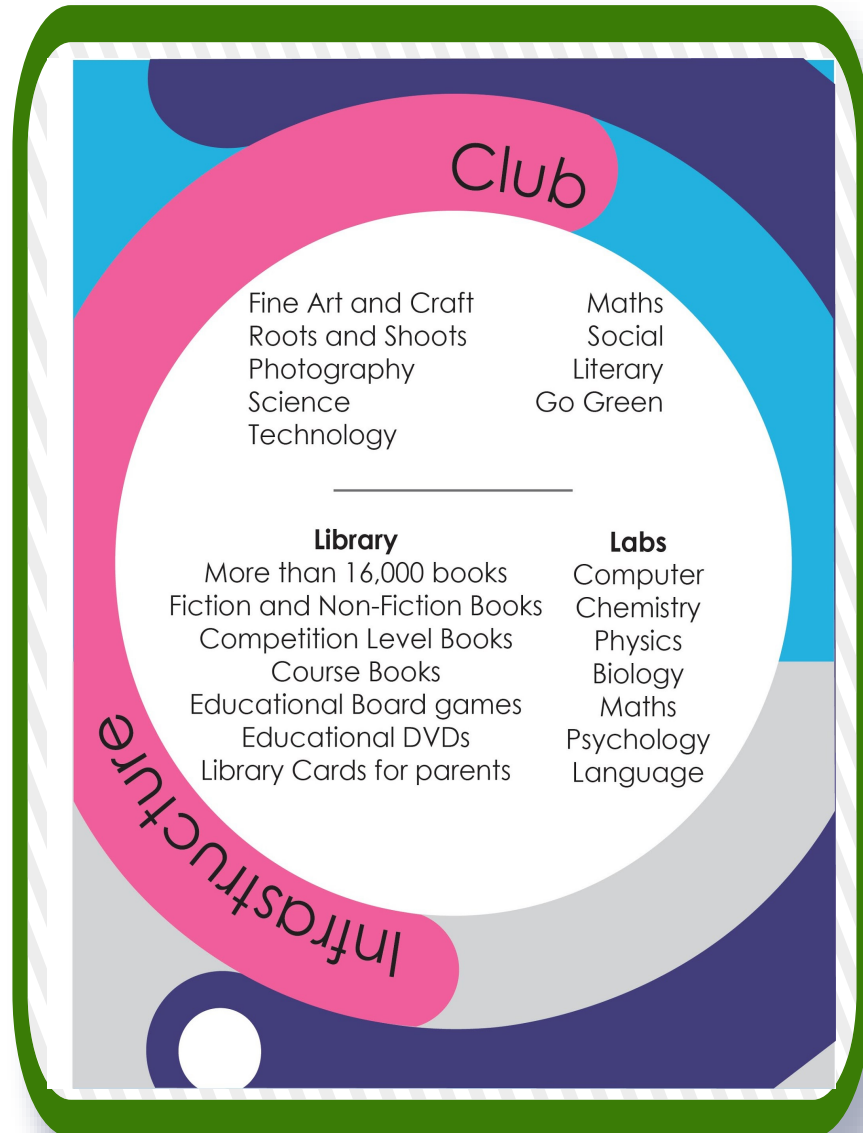 Club
Fine Art and Craft
Roots and Shoots
Photography
Science
Technology
Maths
Social
Literary
Go Green
Library
More than 16,000 books
Fiction and Non-Fiction Books
Competition Level Books
Course Books
Educational Board games
Educational DVDs
Library Cards for parents
Labs
Computer
Chemistry
Physics
Biology
Maths
Psychology
Language
Infrastructure